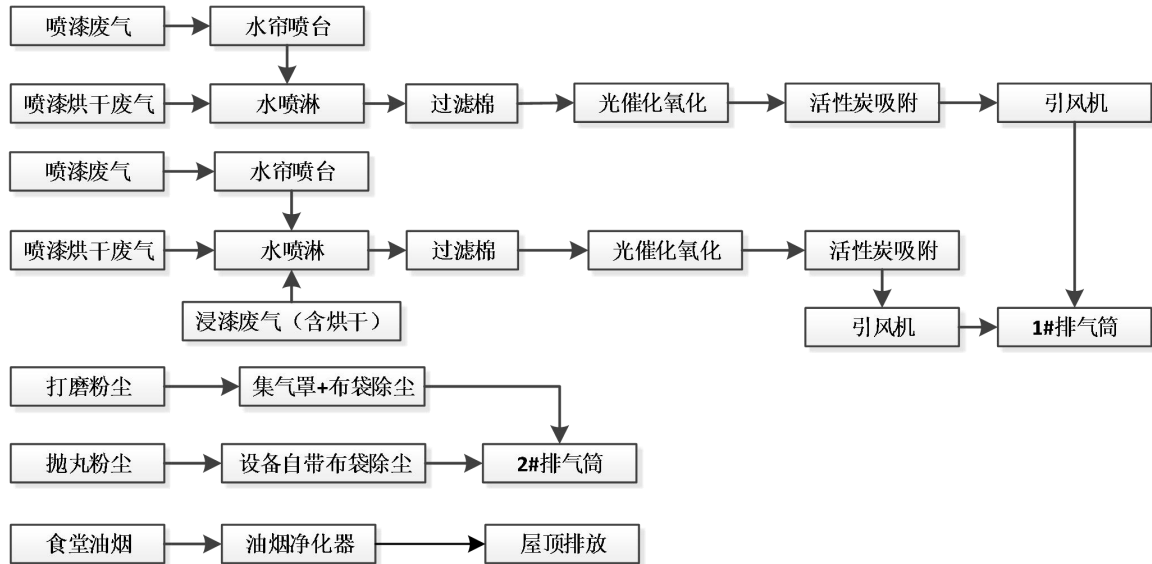 喷漆废气
水帘喷台
喷漆烘干废气
水喷淋
过滤棉
光催化氧化
活性炭吸附
引风机
喷漆废气
水帘喷台
喷漆烘干废气
水喷淋
过滤棉
光催化氧化
活性炭吸附
浸漆废气（含烘干）
引风机
1#排气筒
打磨粉尘
集气罩+布袋除尘
抛丸粉尘
设备自带布袋除尘
2#排气筒
食堂油烟
油烟净化器
屋顶排放